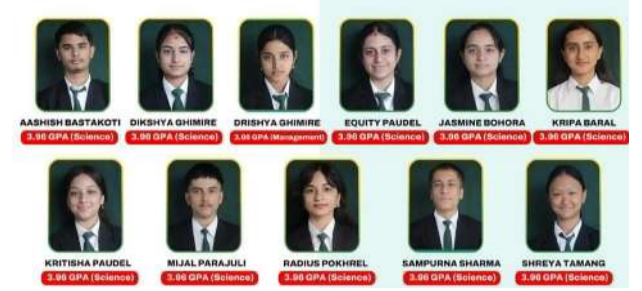 AASHISH BASTAKOTI DIKSHYA GHIMIRE DRISHYA GHIMIRE EQUITY PAUDEL JASMINE BOHORA KRIPA BARAL
3.96 GPA (Science) 3.96 GPA (Science) 3.96 GPA (Management) 3.96 GPA (Science) 3.96 GPA (Science) 3.96 GPA (Science)
KRITISHA PAUDEL MIJAL PARAJULI RADIUS POKHREL SAMPURNA SHARMA SHREYA TAMANG
3.96 GPA (Science) 3.96 GPA (Science) 3.96 GPA (Science) 3.96 GPA (Science) 3.96 GPA (Science)